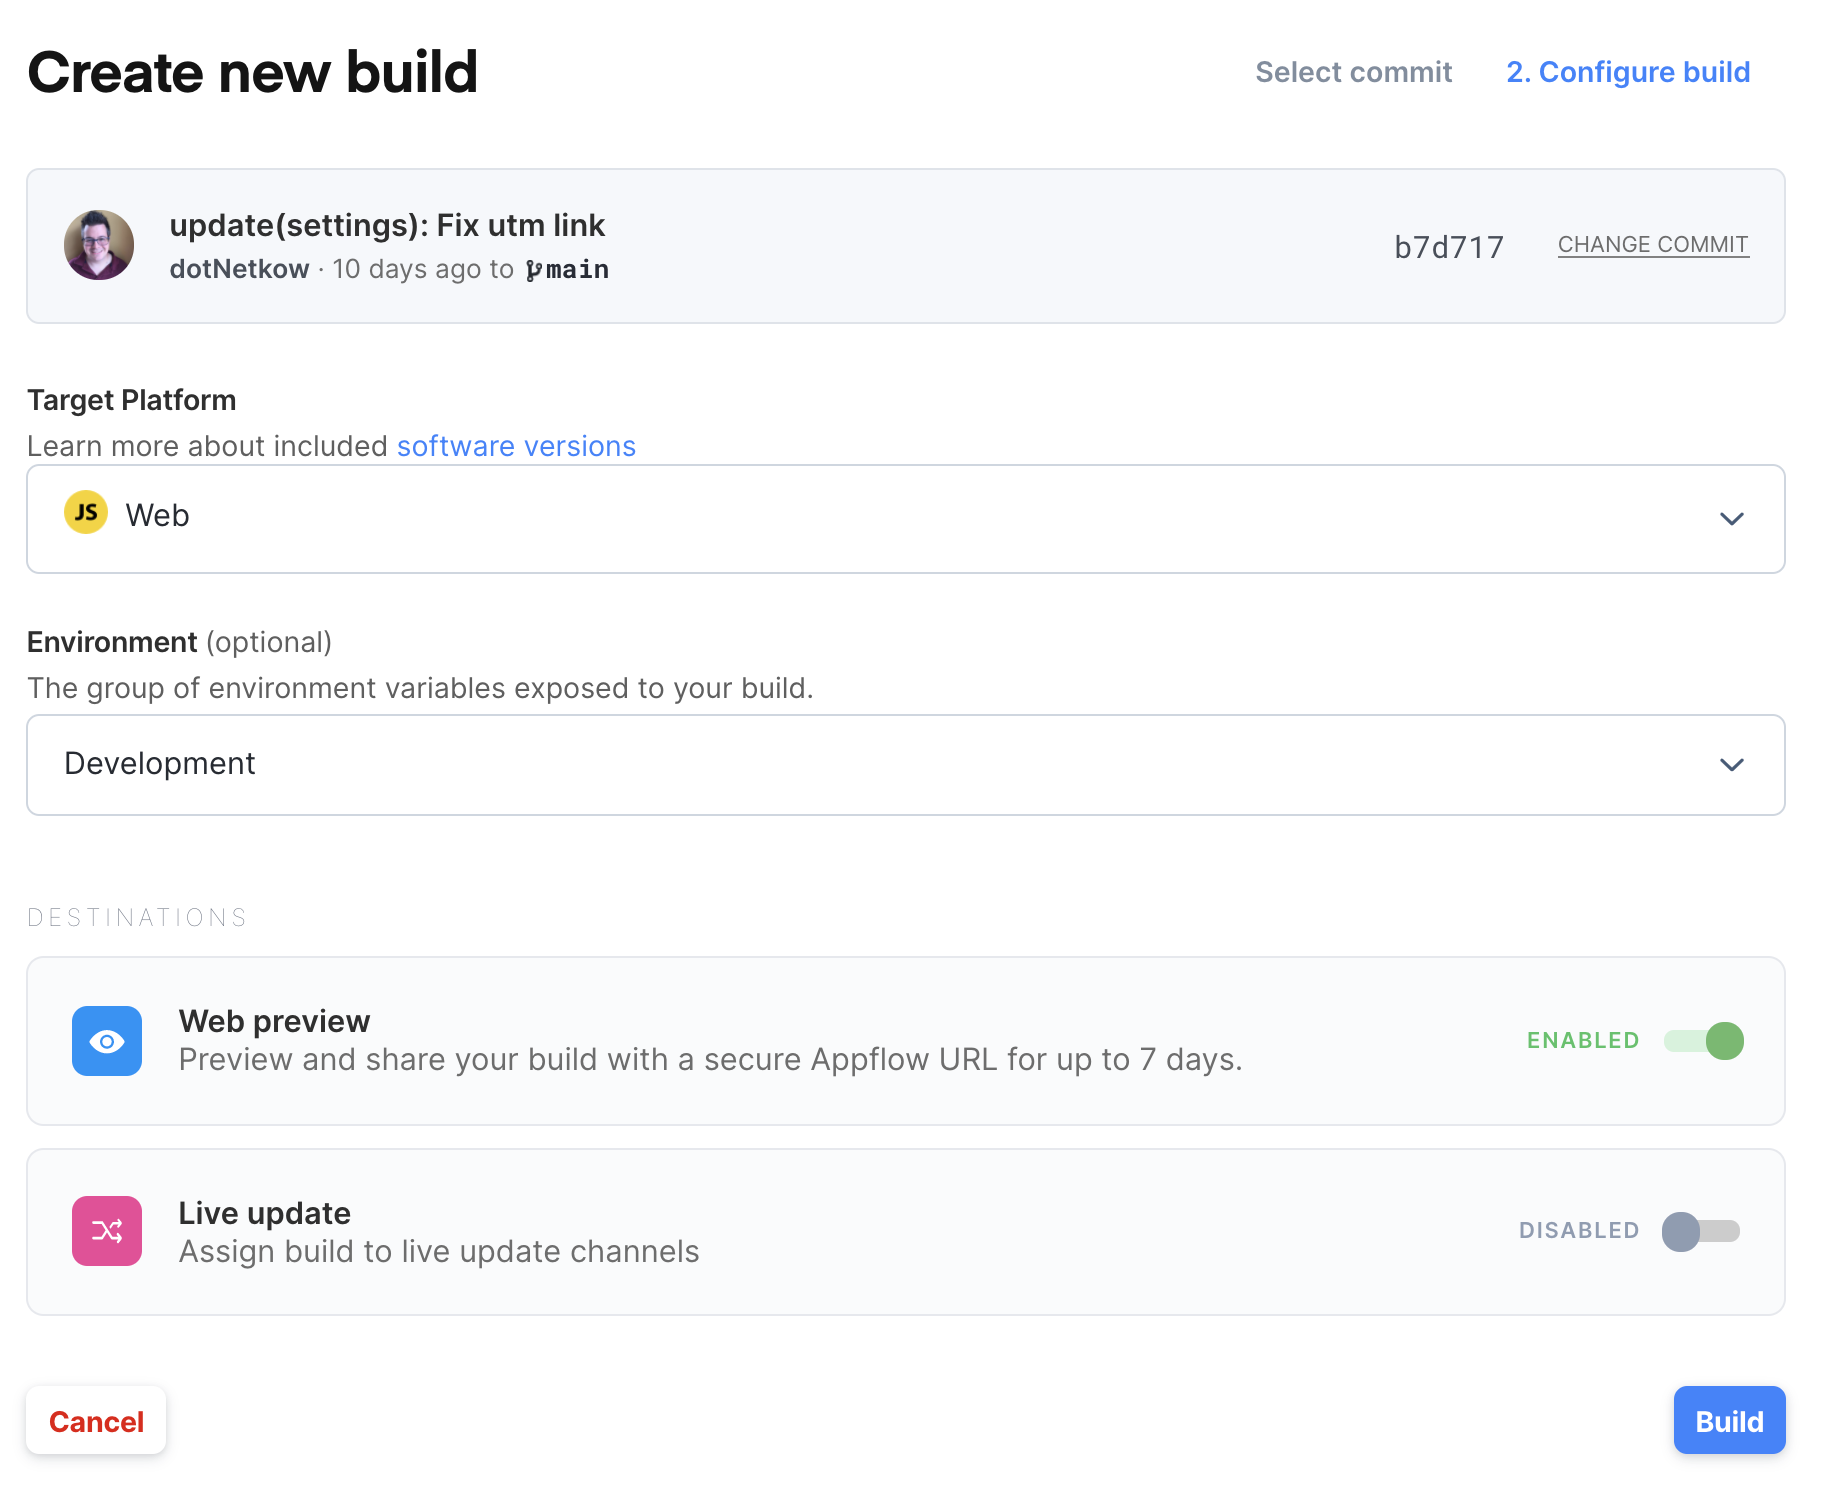 Create new build
Select commit
2. Configure build
update(settings): Fix utm link
dotNetkow · 10 days ago to main
b7d717
CHANGE COMMIT
Target Platform
Learn more about included software versions
JS Web
Environment (optional)
The group of environment variables exposed to your build.
Development
DESTINATIONS
Web preview
Preview and share your build with a secure Appflow URL for up to 7 days.
ENABLED
Live update
Assign build to live update channels
DISABLED
Cancel
Build